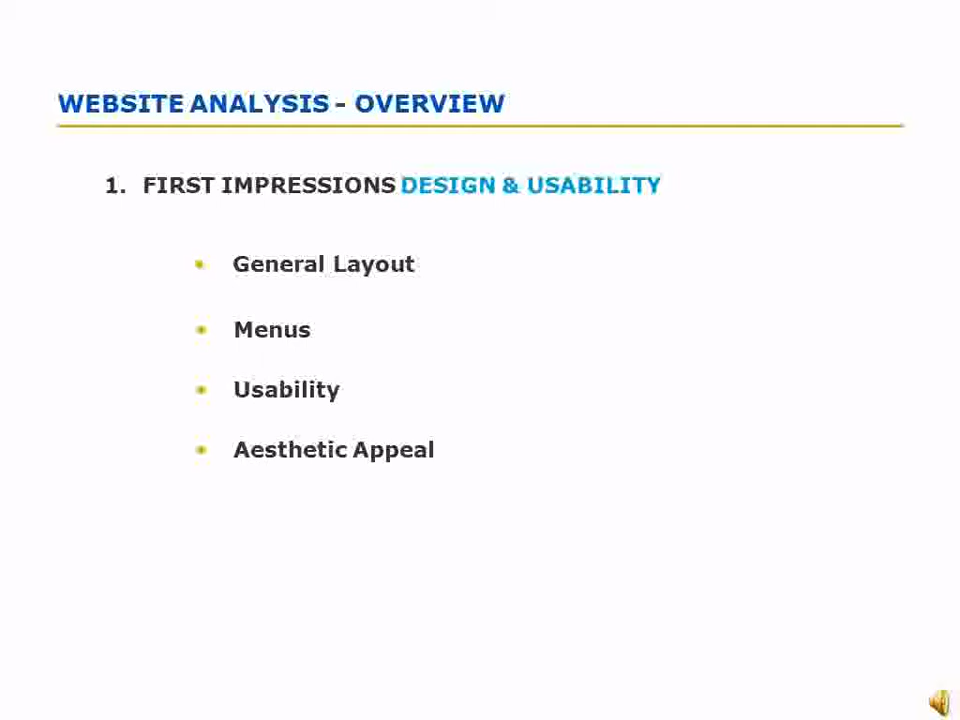 WEBSITE ANALYSIS - OVERVIEW
1. FIRST IMPRESSIONS DESIGN & USABILITY
• General Layout
• Menus
• Usability
• Aesthetic Appeal